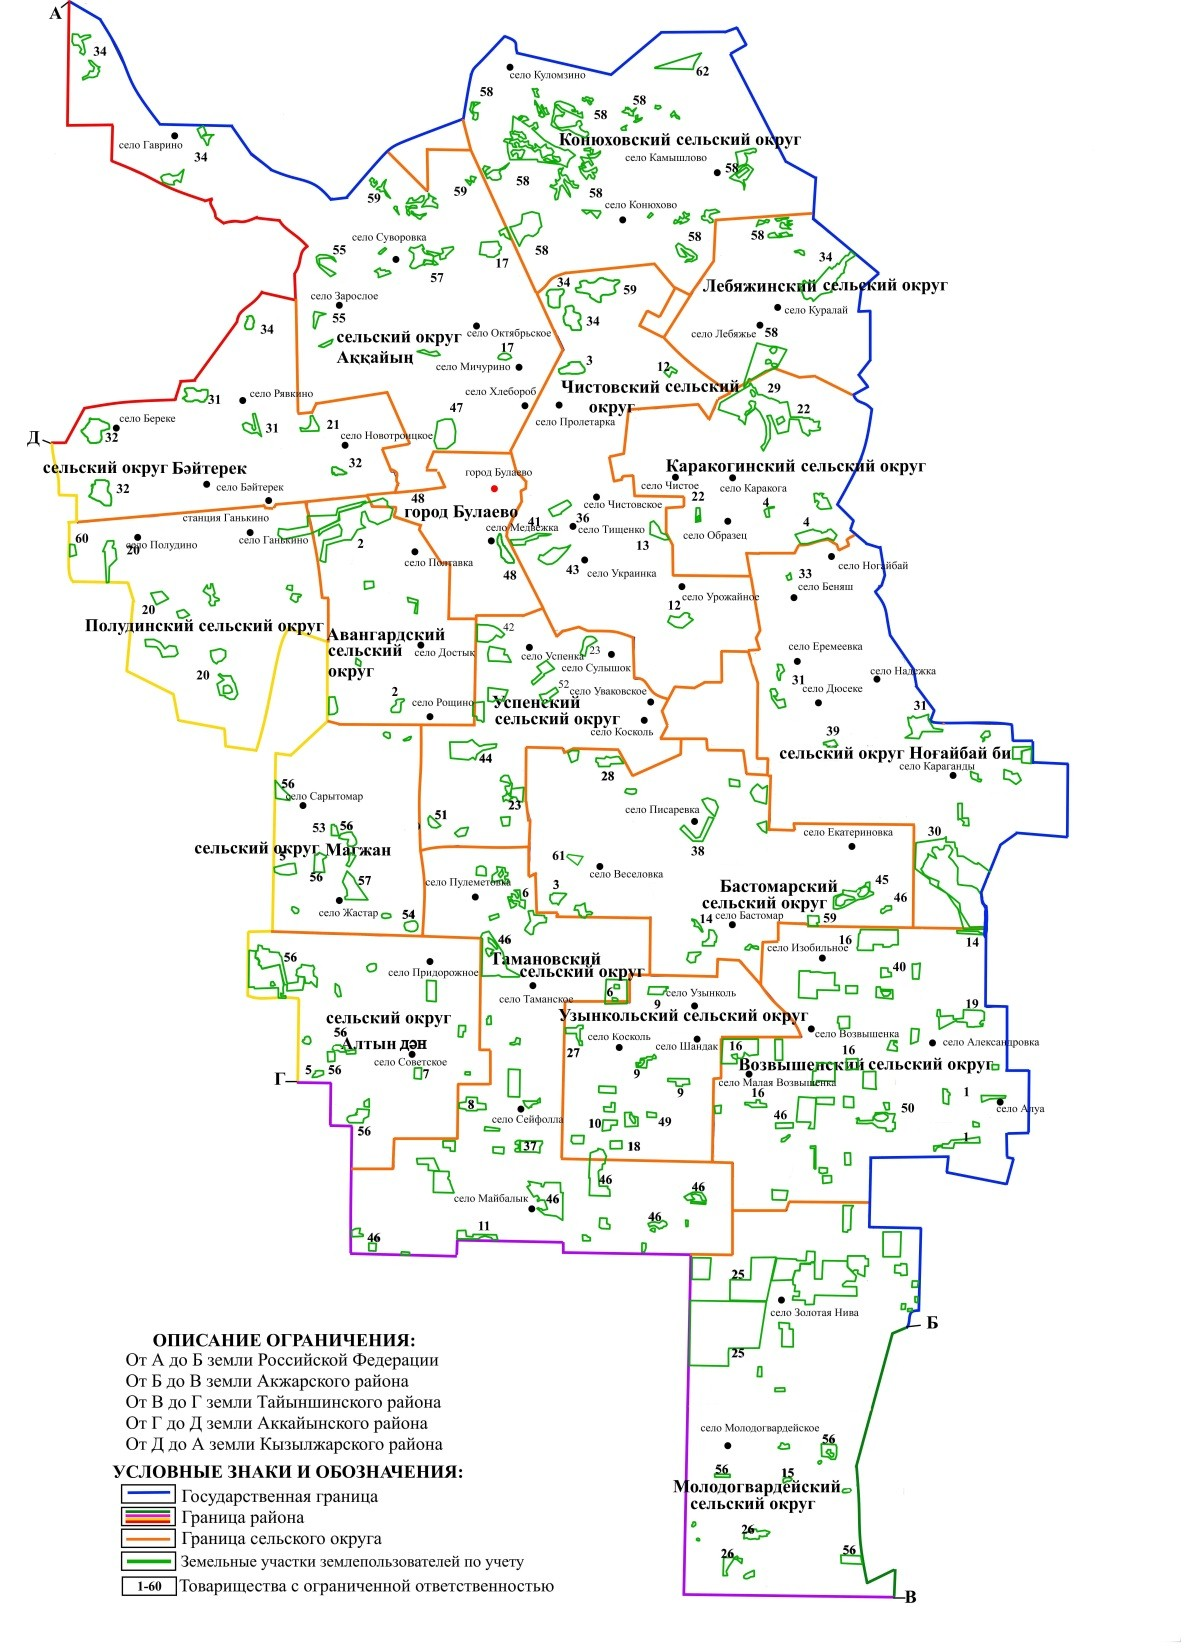 А
34
село Гаврино
34
село Куломзино
62
58
58
58
Конюховский сельский округ
село Камышлово
58
58
58
59
59
село Конюхово
село Суворовка
58
58
58
55
57
17
34
34
59
Лебяжинский сельский округ
село Зарослое
село Куралай
55
34
34
село Октябрьское
село Лебяжье
58
сельский округ
Аққайың
17
село Мичурино
3
12
Чистовский сельский
округ
29
село Рявкино
село Хлебороб
31
47
22
село Береке
31
21
село Пролетарка
32
село Новотроицкое
Д
сельский округ Бәйтерек
32
город Булаево
Каракогинский сельский округ
32
село Бәйтерек
село Чистое
село Каракога
48
22
4
станция Ганькино
город Булаево
село Чистовское
41
36
4
60
село Полудино
20
село Ганькино
2
село Медвежка
село Тищенко
13
село Образец
село Полтавка
48
43
село Украинка
село Ногайбай
33
село Беняш
20
12
село Урожайное
Полудинский сельский округ
Авангардский
сельский
округ
село Достык
42
село Успенка
23
село Сулышок
село Еремеевка
село Надежка
20
2
село Рощино
52
село Уваковское
31
село Дюсеке
Успенский
сельский округ
31
село Косколь
39
сельский округ Ноғайбай би
44
28
село Караганды
56
село Сарытомар
23
51
село Писаревка
53
56
38
село Екатериновка
30
сельский округ Мағжан
5
61
село Веселовка
56
57
село Пулеметовка
6
3
Бастомарский
сельский округ
45
46
село Жастар
54
14
село Бастомар
59
46
16
14
56
Тамановский
сельский округ
село Изобильное
село Придорожное
40
село Таманское
6
9
село Узынколь
19
сельский округ
Алтын дән
Узынкольский сельский округ
56
село Косколь
село Шандак
село Возвышенка
село Александровка
27
16
16
Возвышенский сельский округ
село Советское
Г
5
56
7
9
село Малая Возвышенка
9
16
1
село Алуа
8
село Сейфолла
10
49
46
50
56
37
18
1
46
46
село Майбалык
46
46
46
11
25
село Золотая Нива
Б
25
ОПИСАНИЕ ОГРАНИЧЕНИЯ:
От А до Б земли Российской Федерации
От Б до В земли Акжарского района
От В до Г земли Тайыншинского района
От Г до Д земли Аккайынского района
От Д до А земли Кызылжарского района
село Молодогвардейское
56
56
15
УСЛОВНЫЕ ЗНАКИ И ОБОЗНАЧЕНИЯ:
Молодогвардейский
сельский округ
Государственная граница
Граница района
26
Граница сельского округа
26
56
Земельные участки землепользователей по учету
1-60 Товарищества с ограниченной ответственностью
В